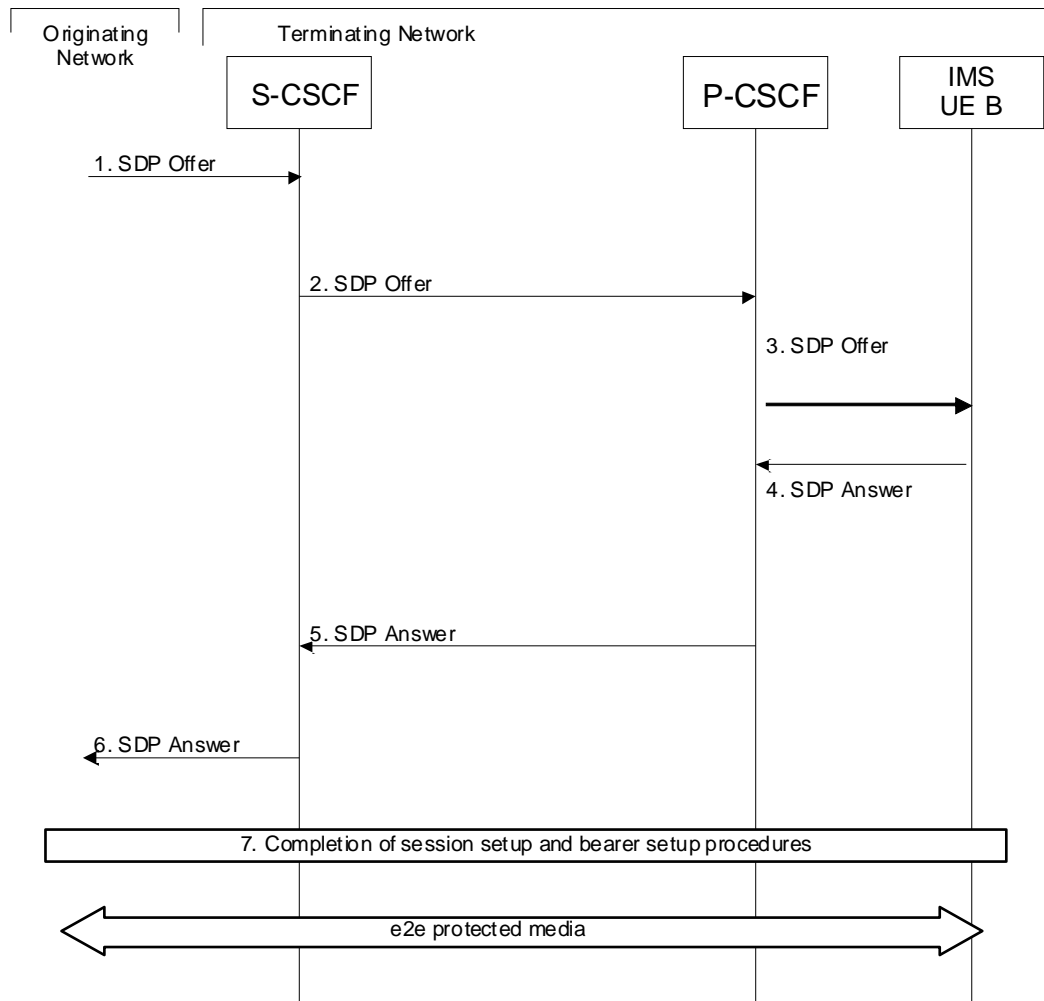 Originating
Network
Terminating Network
S-CSCF
P-CSCF
IMS
UE B
1. SDP Offer
2. SDP Offer
3. SDP Offer
4. SDP Answer
5. SDP Answer
6. SDP Answer
7. Completion of session setup and bearer setup procedures
e2e protected media